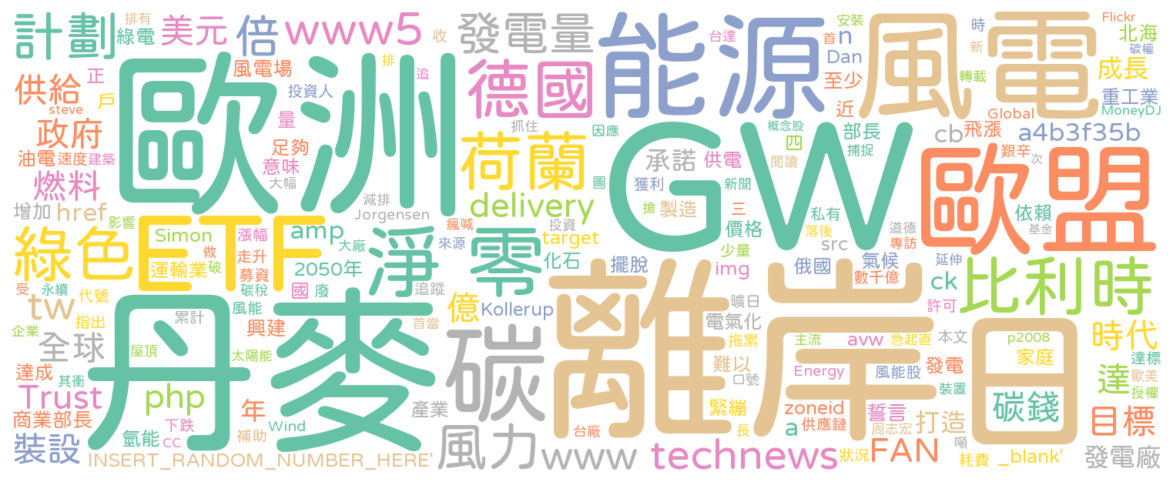 計劃 綠電 排有 美元 倍 www5 收 發電量 能源 風電 台達 首 n 安裝 時 新 Flickr 北海 碳權
風電場 排 追 德國 Dan 至少 轉載 成長
供給 正 戶 投資人 歐洲 近 Global 重工業 MoneyDJ
steve 政府 量 足夠 抓住 因應 GW 概念股 四 部長 捕捉 cb 飛漲 艱辛 次 a4b3f35b
油電 速度 建築 意味 荷蘭 承諾 供電 閱讀 歐盟
燃料 大幅 圖 獲利 新聞
增加 href 影響 減排 Jorgensen delivery 搶 製造 三 價格 私有 落後 道德 專訪 依賴 基金
綠色 ETF Simon 漲幅 amp 瘋喊 投資 零 target 少量 src 延伸
做 破 走升 大廠 淨 來源 化石 擺脫 img 俄國 氣候 數千億 ck 比利時
受 永續 運輸業 募資 2050年
tw 代號 碳稅 國 廢 追蹤 億 Kollerup 曠日 許可
企業 指出 風能 累計 興建 首當 離岸 電氣化 時代
全球 屋頂 太陽能 丹麥 碳 拖累 主流 avw 急起直 本文 日 p2008 家庭 達標
達成 其衝 難以 口號 Energy 風能股 發電 裝置 達 歐美 授權
Trust php 年 產業 緊繃 zoneid 誓言 打造 碳錢
商業部長 下跌 補助 Wind 風力 台廠 長 a 供應鏈 周志宏 噸 目標
裝設 氫能 cc www technews 狀況 FAN 耗費 _blank' 發電廠
INSERT_RANDOM_NUMBER_HERE'